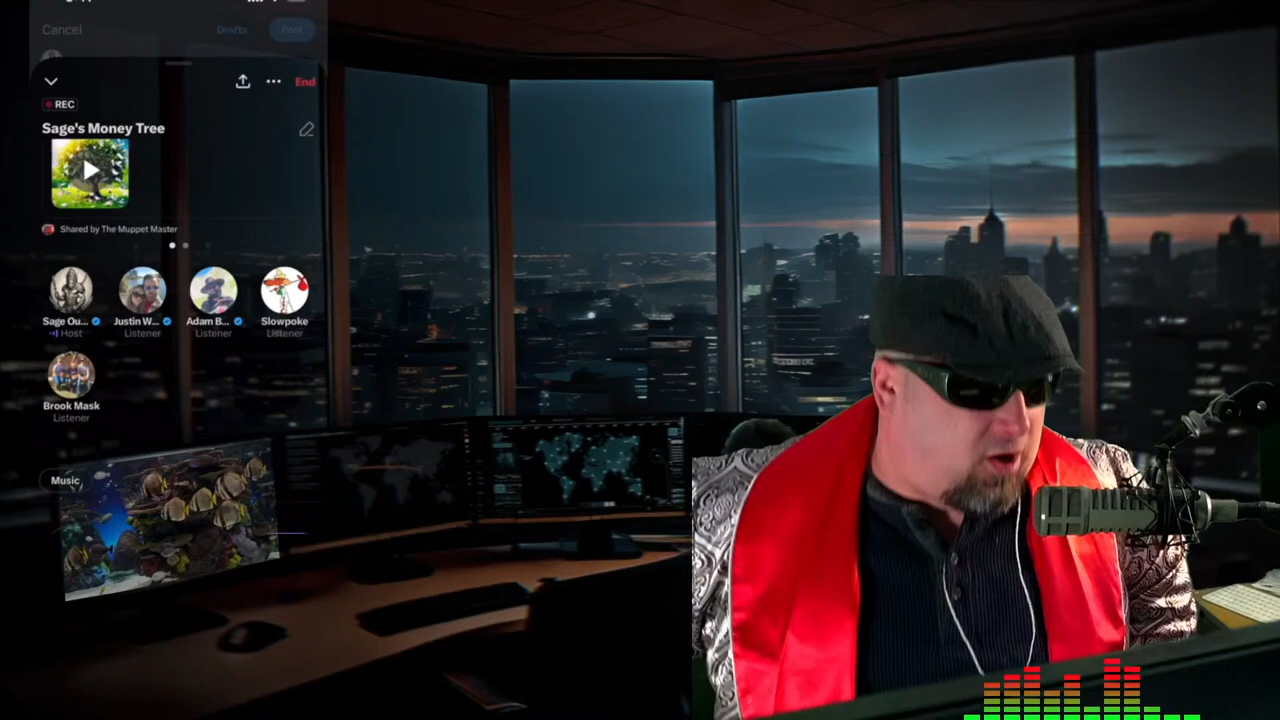 Cancel
Drafts
Post
End
REC
Sage's Money Tree
Shared by The Muppet Master
Sage Ou... Justin W... Adam B... Slowpoke
Host Listener Listener Listener
Brook Mask
Listener
Music